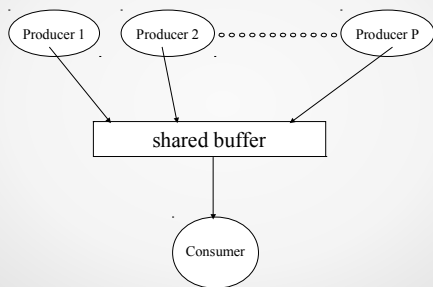 Producer 1
Producer 2
Producer P
shared buffer
Consumer